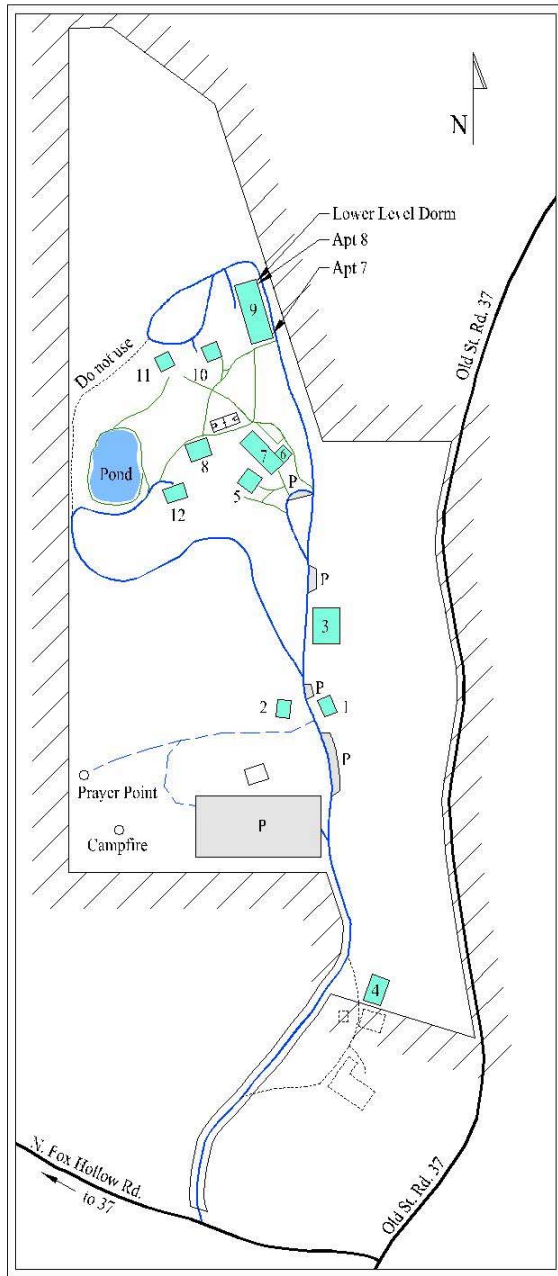 N
Lower Level Dorm
Apt 8
Apt 7
Old St. Rd. 37
9
Do not use
11
10
Pond
8
7
6
5
P
12
P
3
P
2
1
P
Prayer Point
P
Campfire
4
N. Fox Hollow Rd.
to 37
Old St. Rd. 37